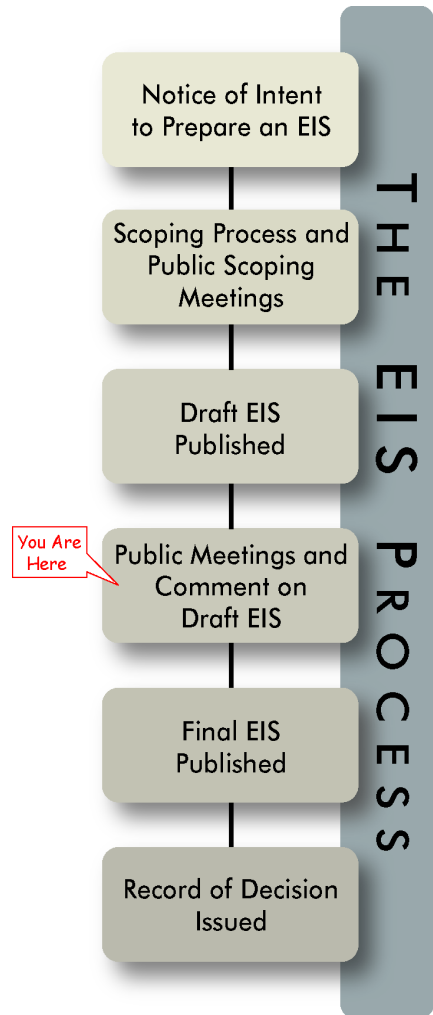 Notice of Intent
to Prepare an EIS
Scoping Process and
Public Scoping
Meetings
Draft EIS
Published
You Are
Here
Public Meetings and
Comment on
Draft EIS
Final EIS
Published
Record of Decision
Issued
THE EIS PROCESS